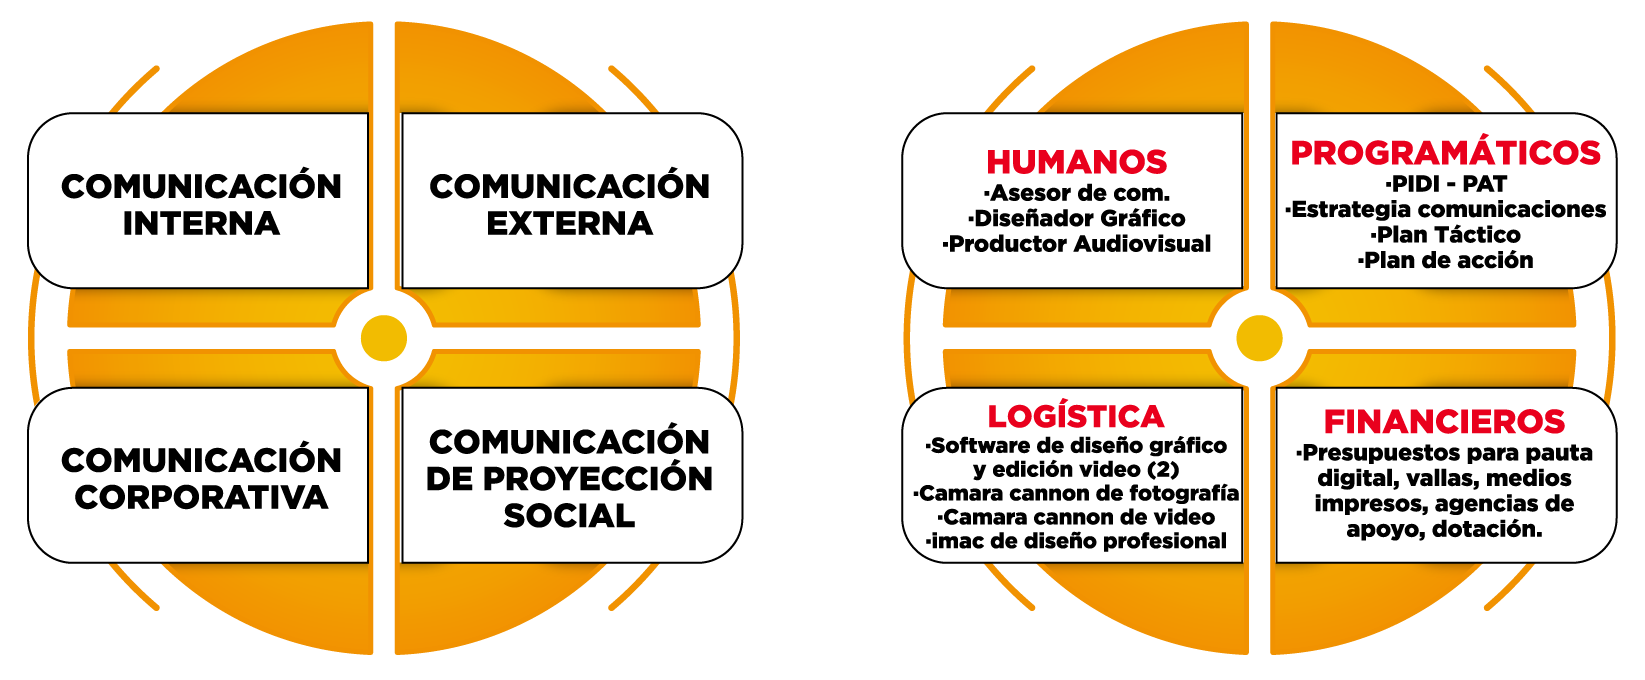 COMUNICACIÓN
INTERNA
COMUNICACIÓN
EXTERNA
COMUNICACIÓN
CORPORATIVA
COMUNICACIÓN
DE PROYECCIÓN
SOCIAL
HUMANOS
·Asesor de com.
·Diseñador Gráfico
·Productor Audiovisual
PROGRAMÁTICOS
·PIDI - PAT
·Estrategia comunicaciones
·Plan Táctico
·Plan de acción
LOGÍSTICA
·Software de diseño gráfico
y edición video (2)
·Camara cannon de fotografía
·Camara cannon de video
·imac de diseño profesional
FINANCIEROS
·Presupuestos para pauta
digital, vallas, medios
impresos, agencias de
apoyo, dotación.